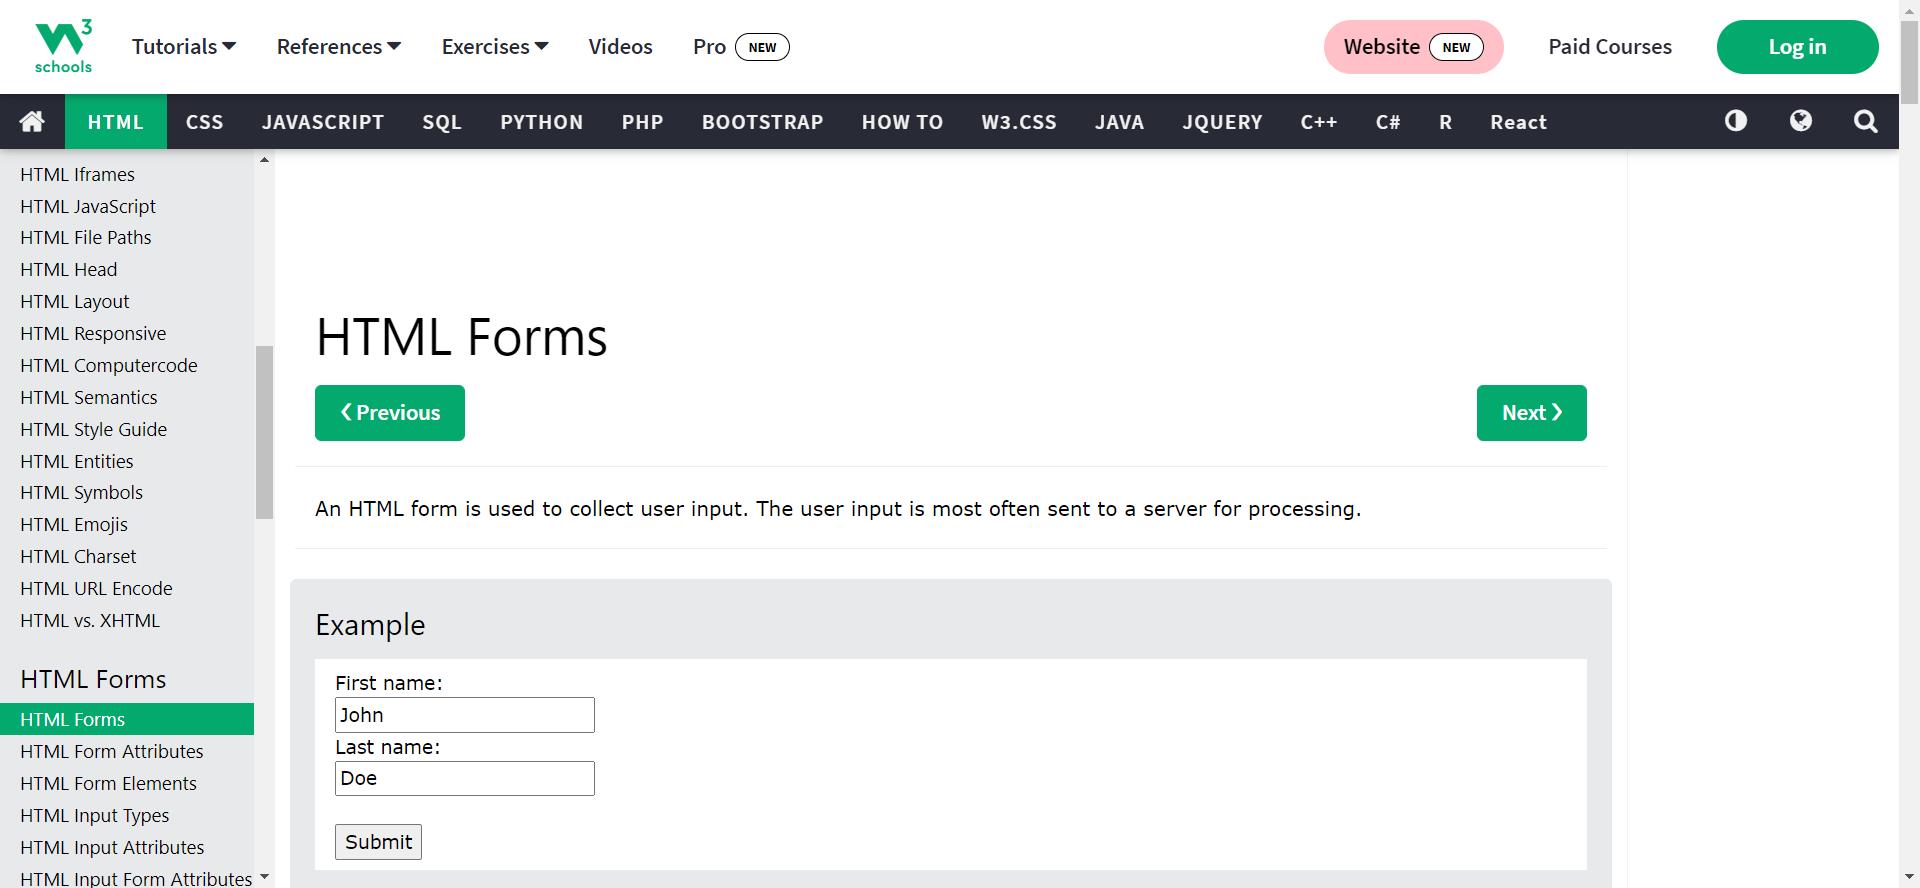 3
schools
Tutorials
References
Exercises
Videos
Pro NEW
Website NEW
Paid Courses
Log in
HTML
CSS
JAVASCRIPT
SQL
PYTHON
PHP
BOOTSTRAP
HOW TO
W3.CSS
JAVA
JQUERY
C++
C#
R
React
HTML Iframes
HTML JavaScript
HTML File Paths
HTML Head
HTML Layout
HTML Responsive
HTML Computercode
HTML Semantics
HTML Style Guide
HTML Entities
HTML Symbols
HTML Emojis
HTML Charset
HTML URL Encode
HTML vs. XHTML
HTML Forms
HTML Forms
HTML Form Attributes
HTML Form Elements
HTML Input Types
HTML Input Attributes
HTML Input Form Attributes
HTML Forms
❮ Previous
Next ❯
An HTML form is used to collect user input. The user input is most often sent to a server for processing.
Example
First name:
John
Last name:
Doe
Submit